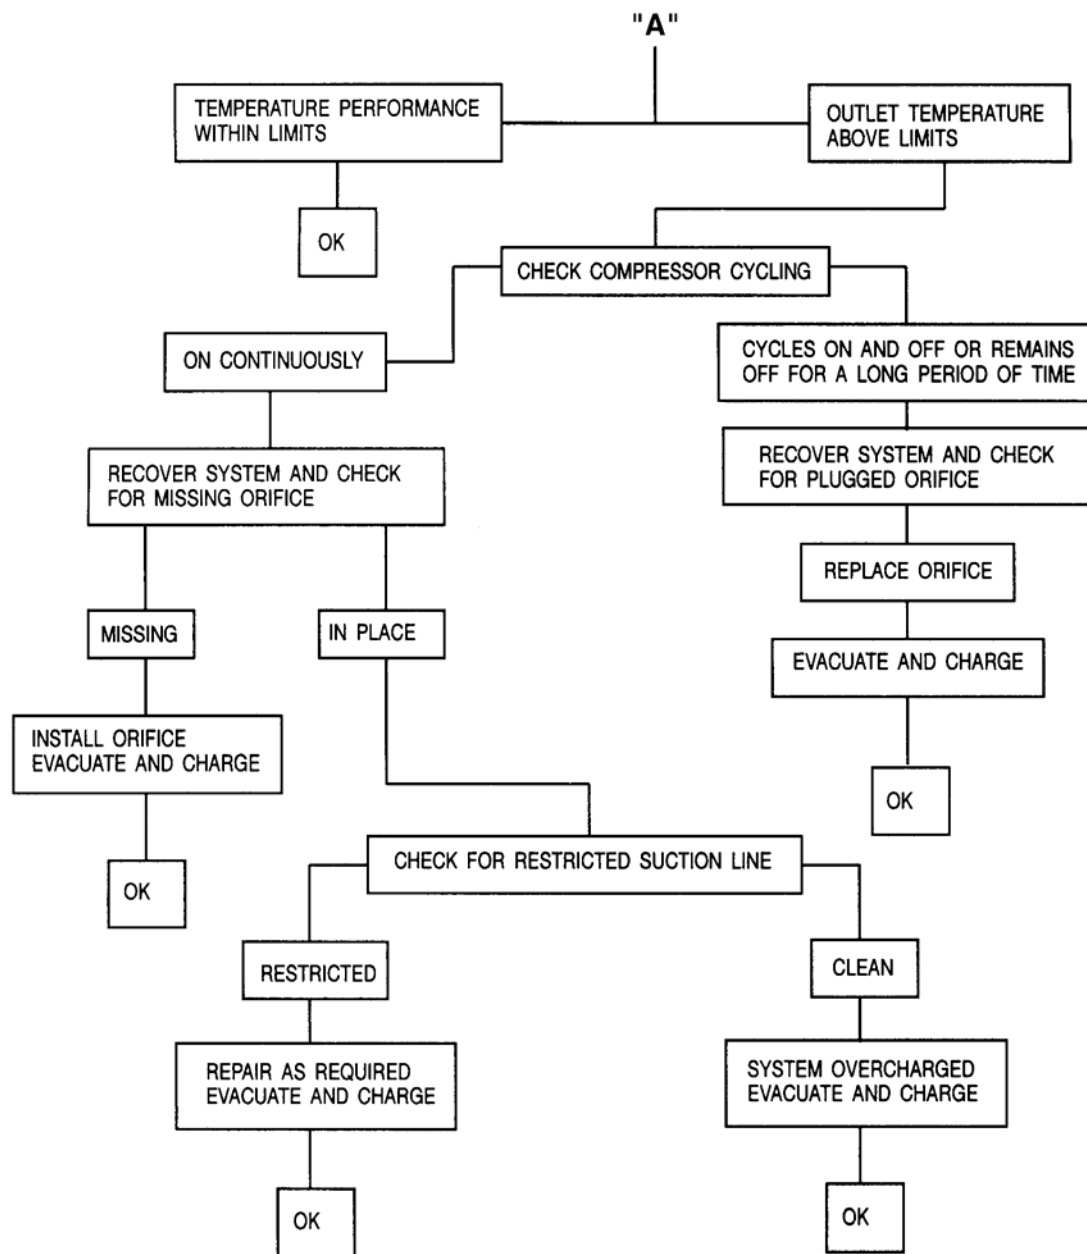 "A"
TEMPERATURE PERFORMANCE
WITHIN LIMITS
OUTLET TEMPERATURE
ABOVE LIMITS
OK
CHECK COMPRESSOR CYCLING
ON CONTINUOUSLY
CYCLES ON AND OFF OR REMAINS
OFF FOR A LONG PERIOD OF TIME
RECOVER SYSTEM AND CHECK
FOR MISSING ORIFICE
RECOVER SYSTEM AND CHECK
FOR PLUGGED ORIFICE
REPLACE ORIFICE
MISSING
IN PLACE
EVACUATE AND CHARGE
INSTALL ORIFICE
EVACUATE AND CHARGE
OK
CHECK FOR RESTRICTED SUCTION LINE
OK
RESTRICTED
CLEAN
REPAIR AS REQUIRED
EVACUATE AND CHARGE
SYSTEM OVERCHARGED
EVACUATE AND CHARGE
OK
OK